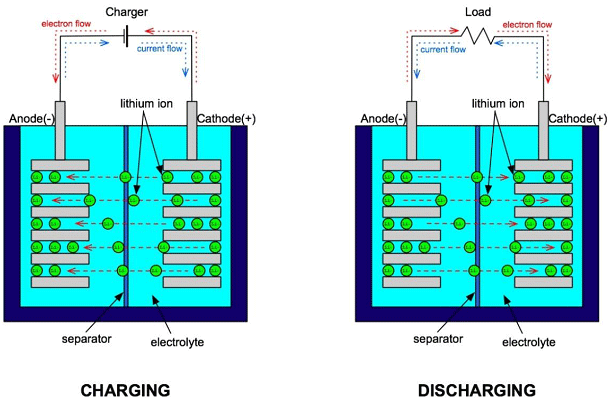 Charger
electron flow
current flow
lithium ion
Anode(-)
Cathode(+)
separator
electrolyte
CHARGING
Load
electron flow
current flow
lithium ion
Anode(-)
Cathode(+)
separator
electrolyte
DISCHARGING